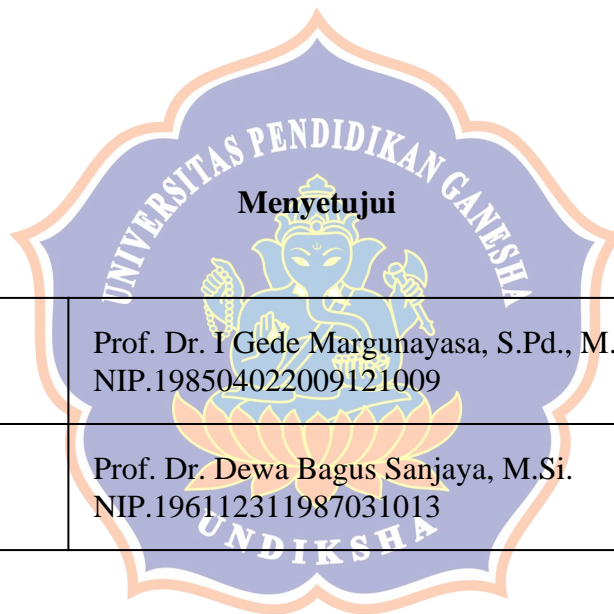 UNIVERSITAS PENDIDIKAN GANESHA
Menyetujui
Prof. Dr. I Gede Margunayasa, S.Pd., M.
NIP.198504022009121009
Prof. Dr. Dewa Bagus Sanjaya, M.Si.
NIP.196112311987031013
UNDIKSHA